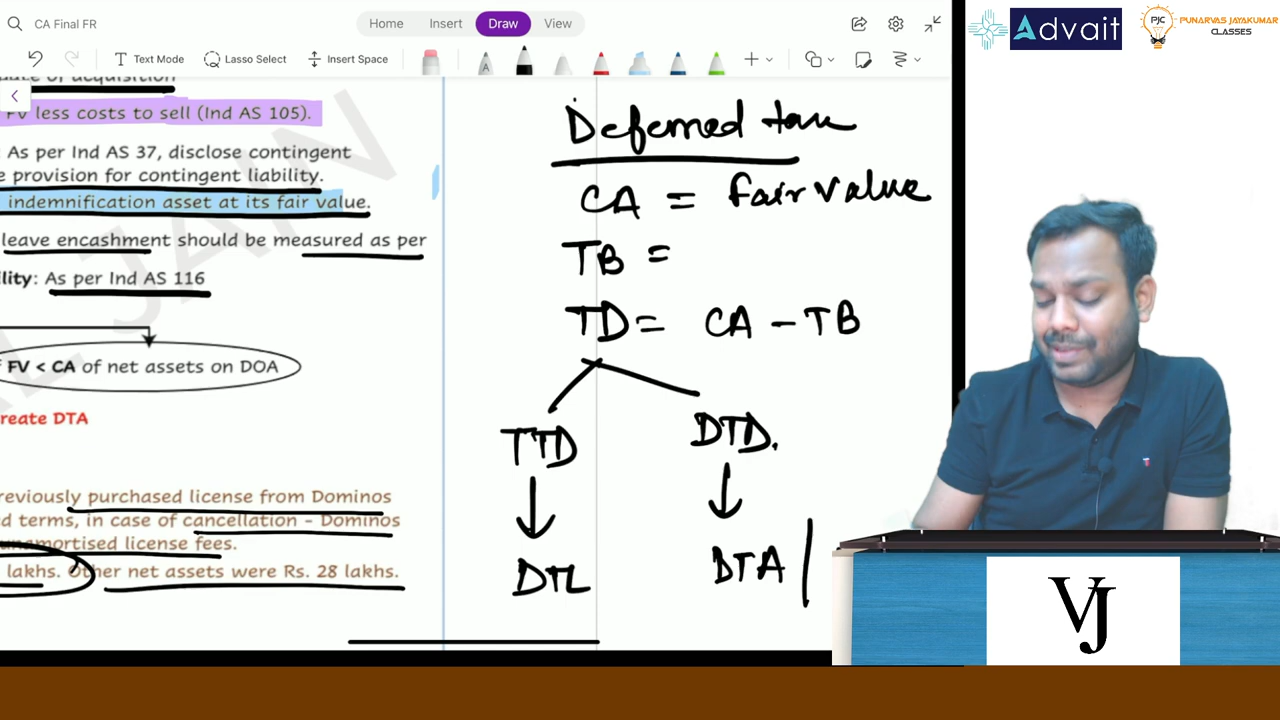 CA Final FR
Home Insert Draw View
Advait
PJC PUNARVAS JAYAKUMAR
CLASSES
Text Mode Lasso Select Insert Space
of acquisition
FV less costs to sell (Ind AS 105).
: As per Ind AS 37, disclose contingent
e provision for contingent liability.
indemnification asset at its fair value.
leave encashment should be measured as per
ility: As per Ind AS 116
FV < CA of net assets on DOA
reate DTA
reviously purchased license from Dominos
d terms, in case of cancellation - Dominos
unamortised license fees.
lakhs. Other net assets were Rs. 28 lakhs.
JAIN
Deferred tax
CA = Fair value
TB =
TD = CA - TB
TTD DTD.
DTL DTA
VJ